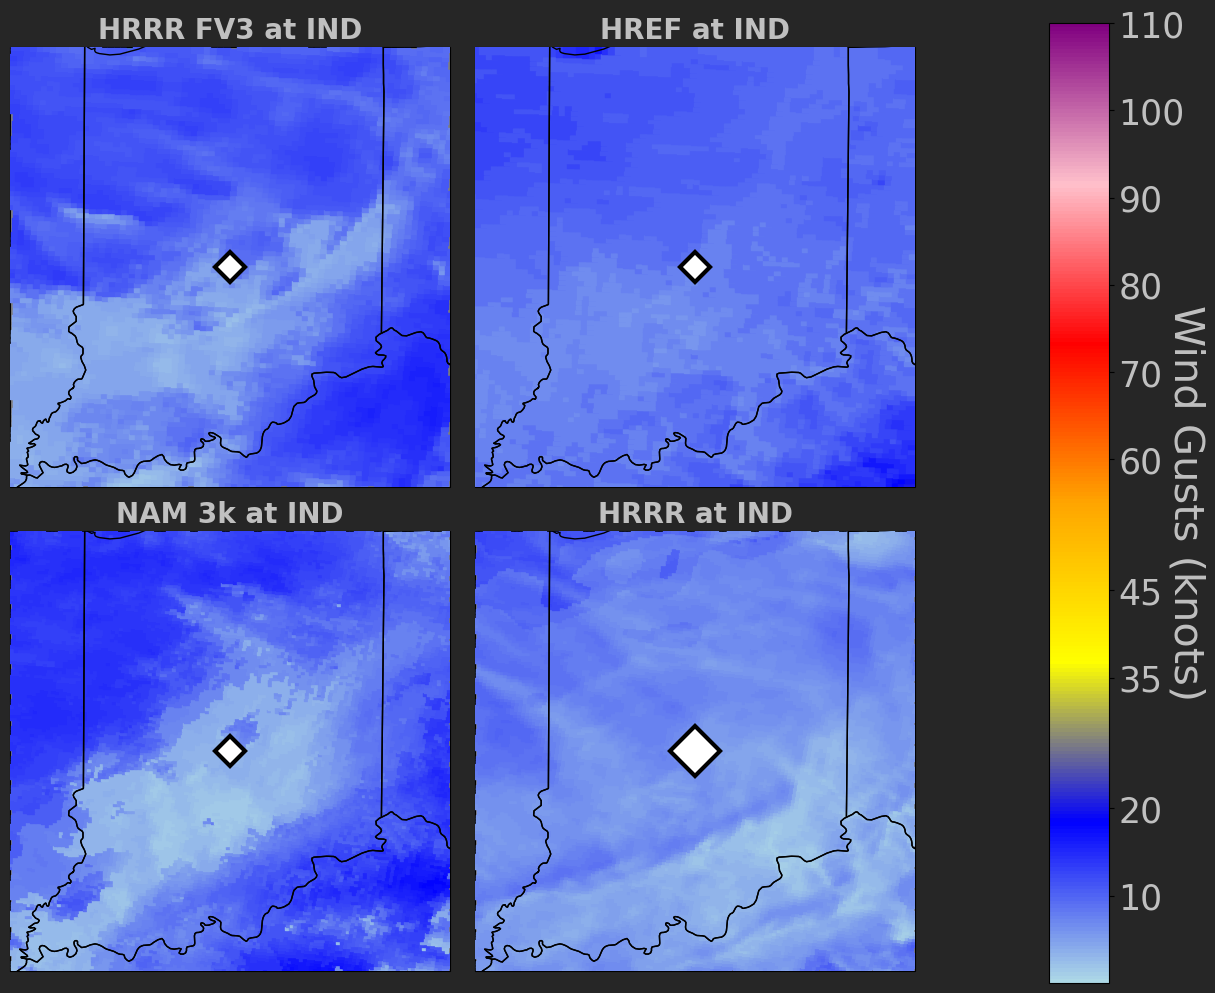 HRRR FV3 at IND
HREF at IND
NAM 3k at IND
HRRR at IND
110
100
90
80
70
60
45
35
20
10
Wind Gusts (knots)